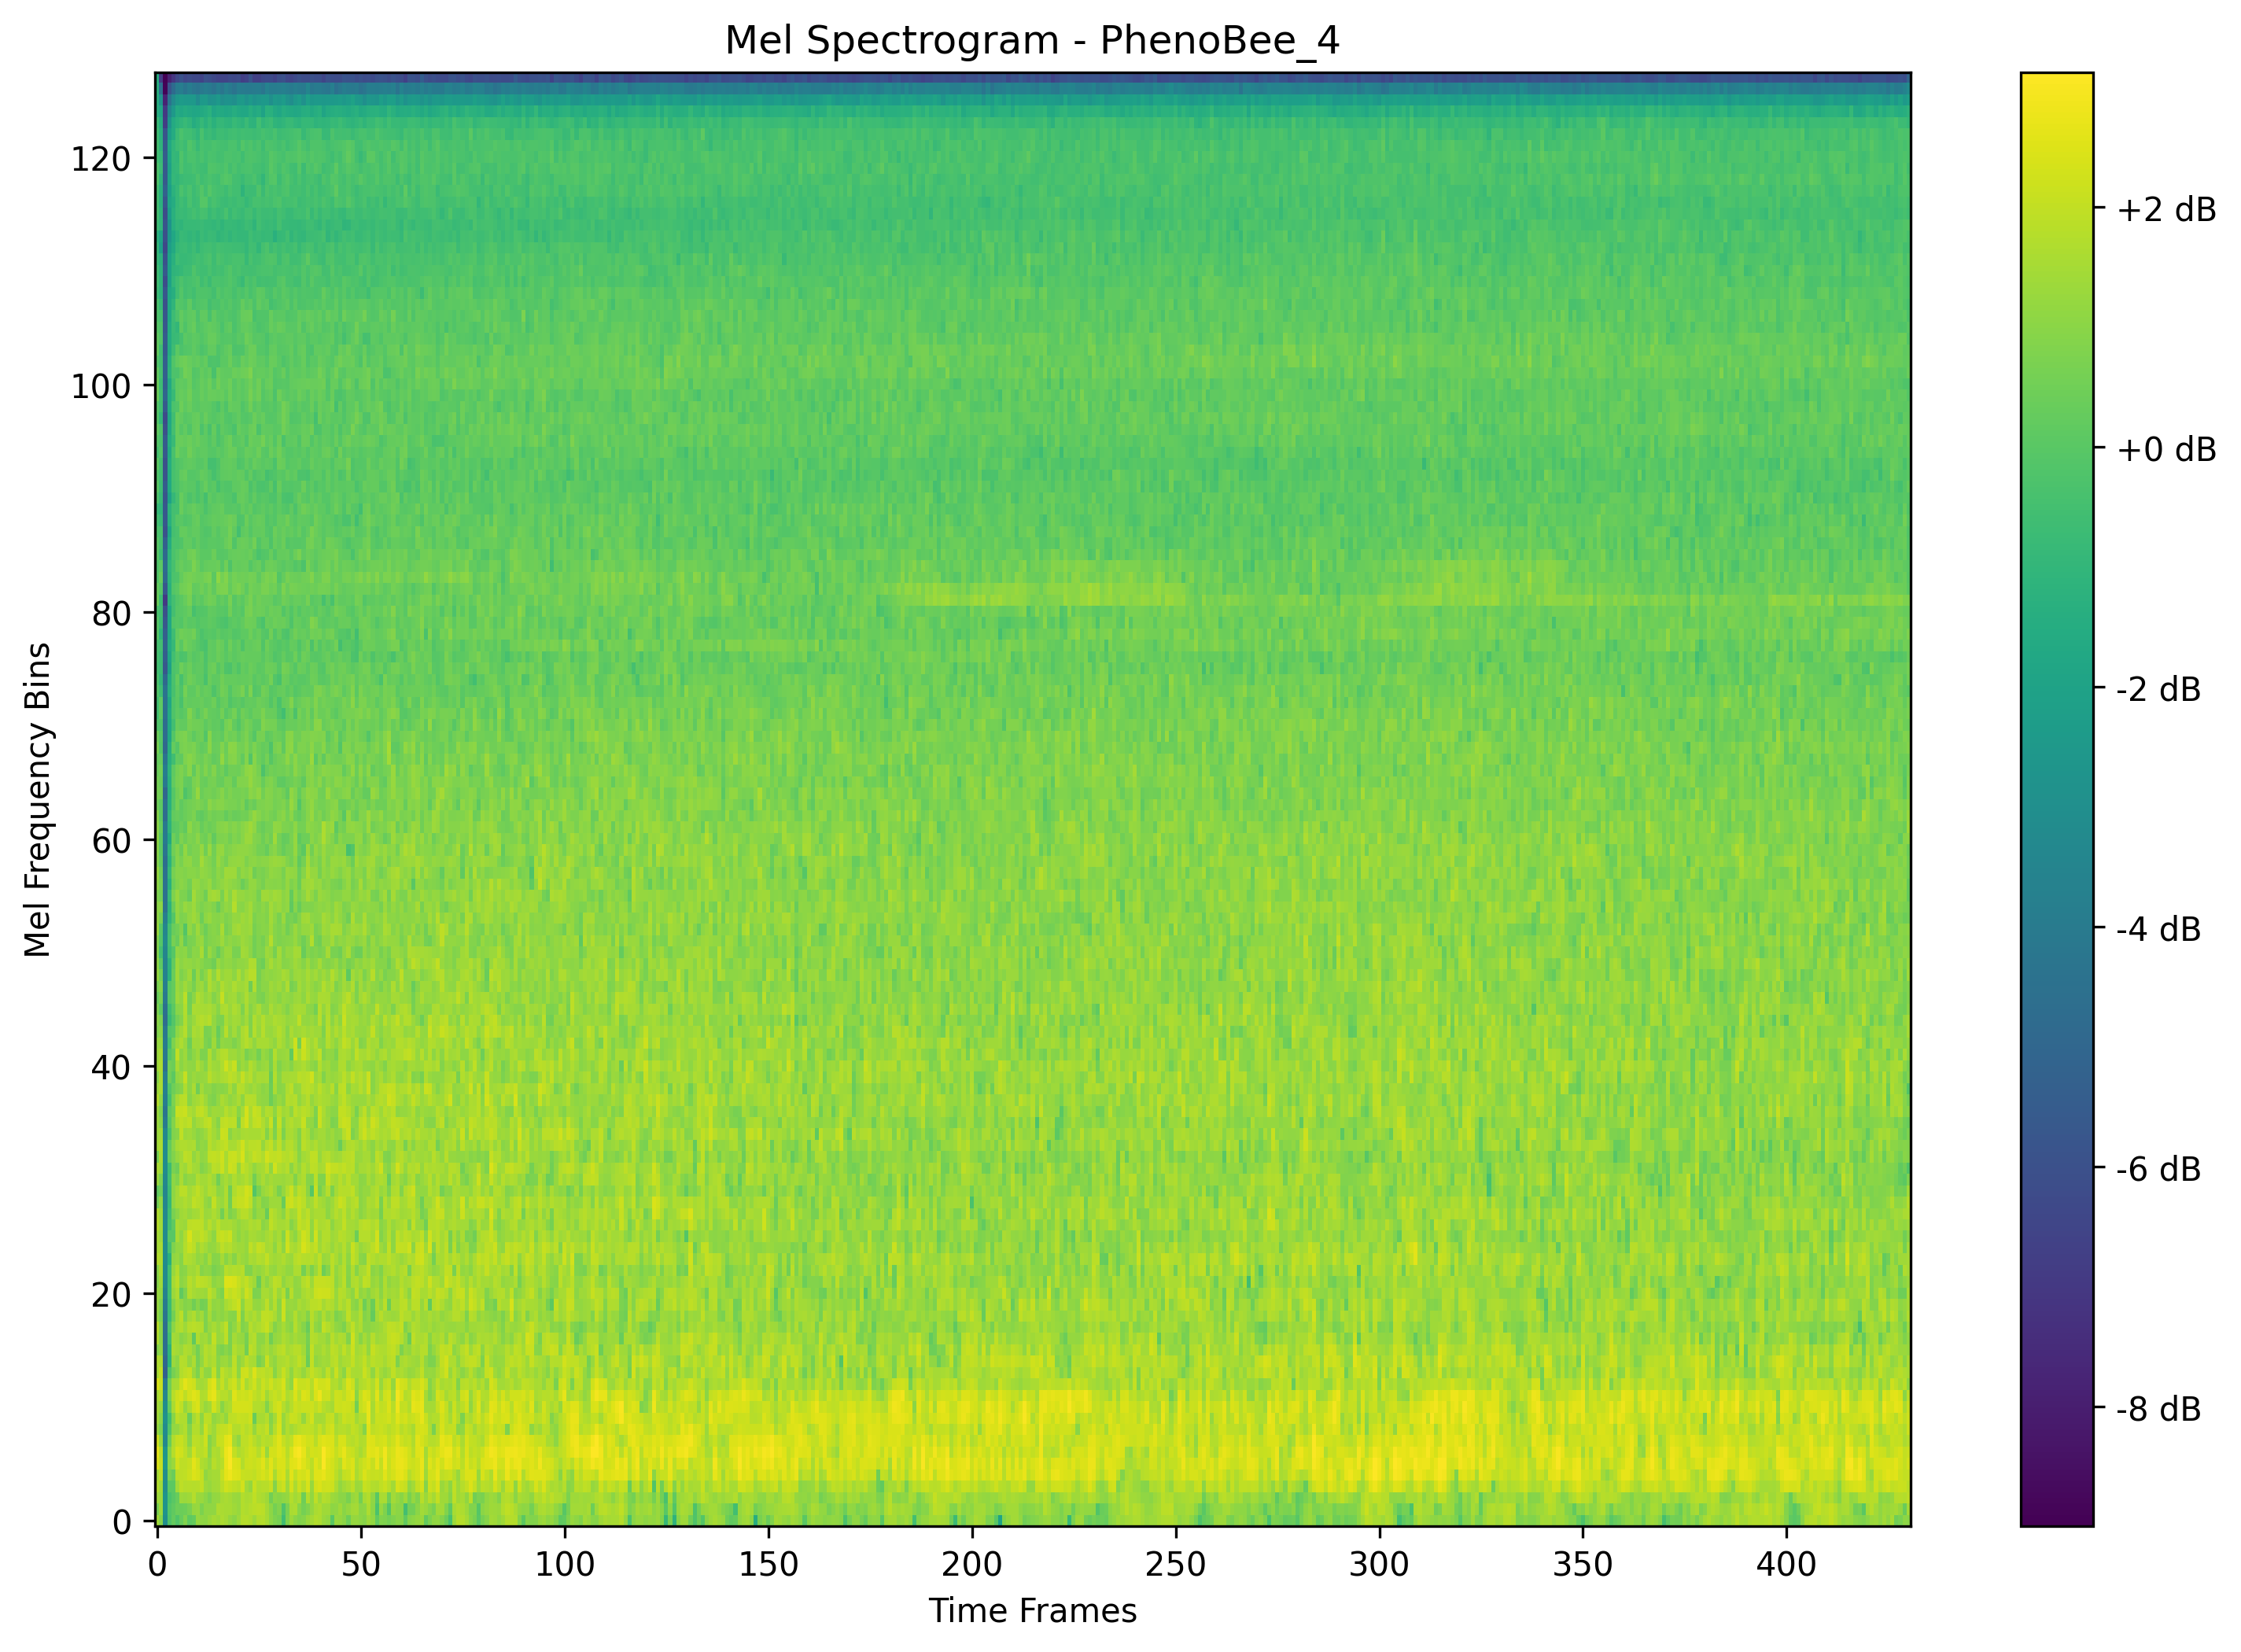 Mel Spectrogram - PhenoBee_4
Mel Frequency Bins
120
100
80
60
40
20
0
0 50 100 150 200 250 300 350 400
Time Frames
+2 dB
+0 dB
-2 dB
-4 dB
-6 dB
-8 dB